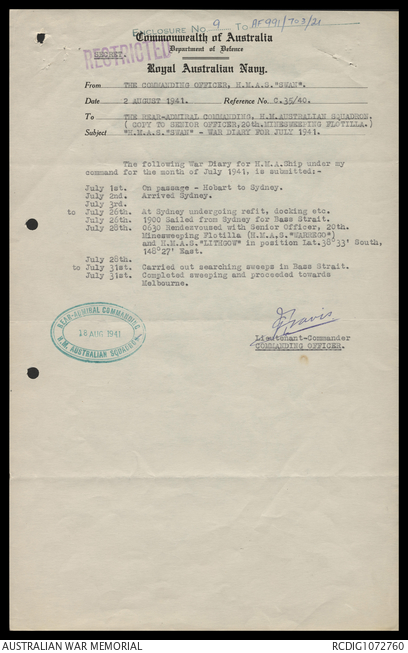 ENCLOSURE No. 9 To AF 991/703/21
Commonwealth of Australia
RESTRICTED
SECRET.
Department of Defence
Royal Australian Navy.
From THE COMMANDING OFFICER, H.M.A.S. "SWAN".
Date 2 AUGUST 1941. Reference No. C.35/40.
To THE REAR-ADMIRAL COMMANDING, H.M.AUSTRALIAN SQUADRON.
( COPY TO SENIOR OFFICER,20th.MINESWEEPING FLOTILLA.)
Subject "H.M.A.S."SWAN" - WAR DIARY FOR JULY 1941.
The following War Diary for H.M.A.Ship under my
command for the month of July 1941, is submitted:-
July 1st. On passage - Hobart to Sydney.
July 2nd. Arrived Sydney.
July 3rd.
to July 26th. At Sydney undergoing refit, docking etc.
July 26th. 1900 Sailed from Sydney for Bass Strait.
July 28th. 0630 Rendezvoused with Senior Officer, 20th.
Minesweeping Flotilla (H.M.A.S."WARREGO")
and H.M.A.S."LITHGOW" in position Lat.38°33' South,
148°27' East.
July 28th.
to July 31st. Carried out searching sweeps in Bass Strait.
July 31st. Completed sweeping and proceeded towards
Melbourne.
REAR-ADMIRAL COMMANDING
18 AUG 1941
H.M. AUSTRALIAN SQUADRON
Travis
Lieutenant-Commander
COMMANDING OFFICER.
AUSTRALIAN WAR MEMORIAL
RCDIG1072760